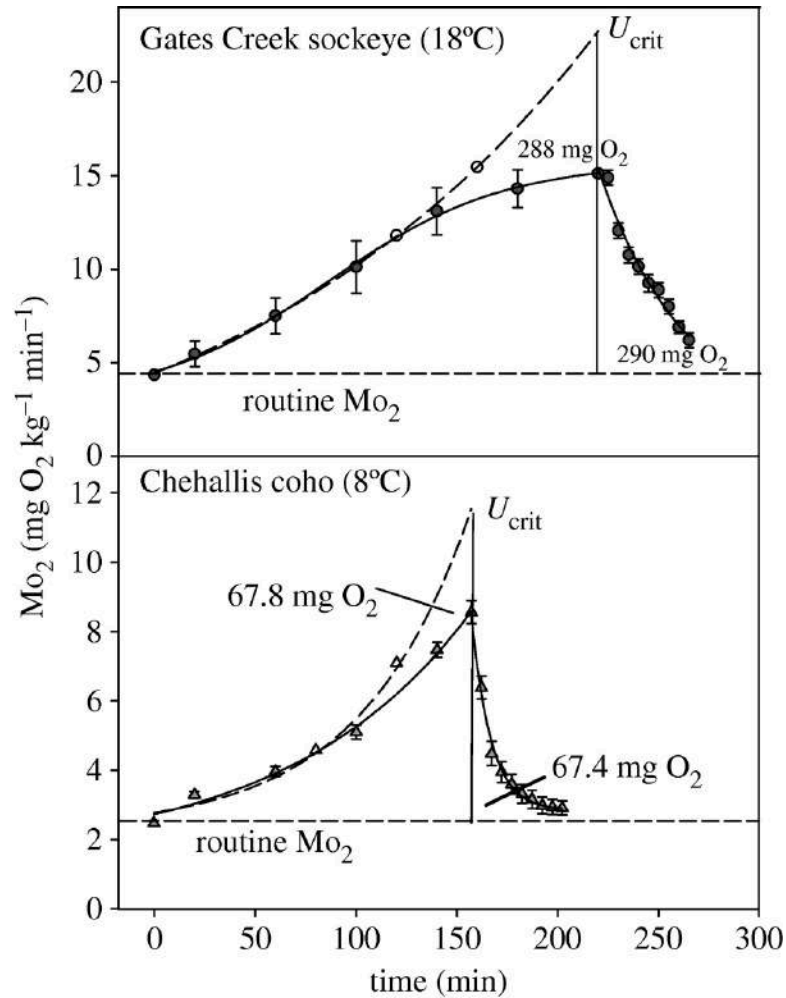 Gates Creek sockeye (18ºC)
U_crit
20
288 mg O₂
15
10
5
290 mg O₂
routine Mo₂
0
Mo₂ (mg O₂ kg⁻¹ min⁻¹)
Chehallis coho (8ºC)
12
U_crit
10
67.8 mg O₂
8
6
67.4 mg O₂
4
2
routine Mo₂
0
0 50 100 150 200 250 300
time (min)